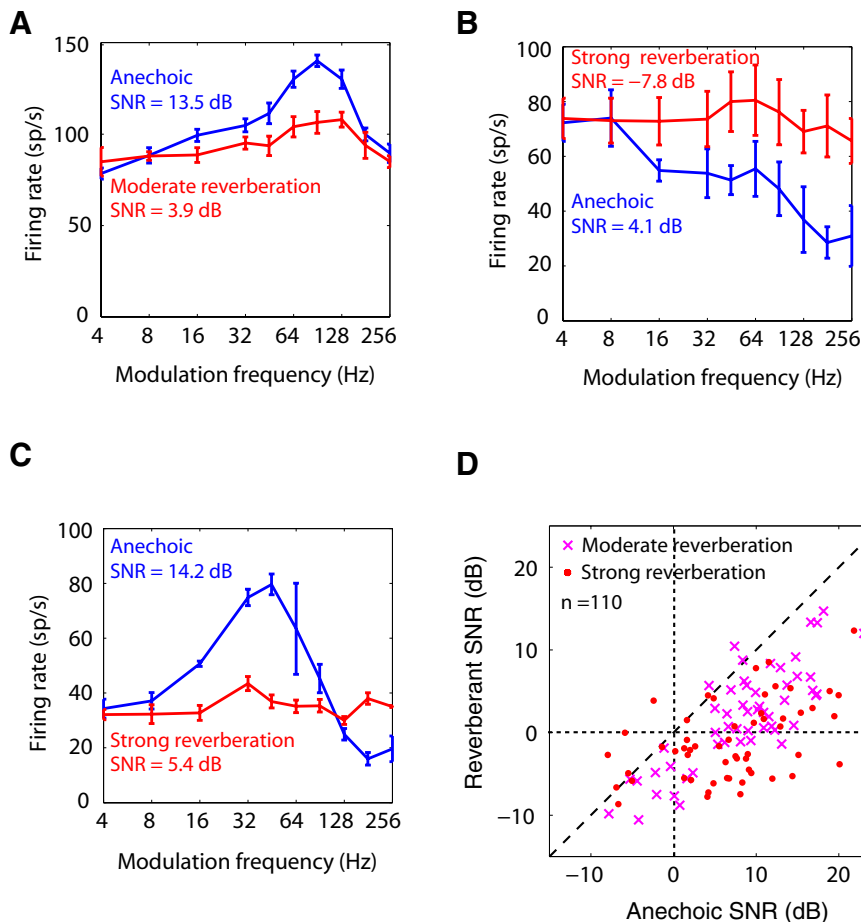 A
150
100
50
0
Firing rate (sp/s)
Anechoic
SNR = 13.5 dB
Moderate reverberation
SNR = 3.9 dB
4 8 16 32 64 128 256
Modulation frequency (Hz)
B
100
80
60
40
20
0
Firing rate (sp/s)
Strong reverberation
SNR = −7.8 dB
Anechoic
SNR = 4.1 dB
4 8 16 32 64 128 256
Modulation frequency (Hz)
C
100
80
60
40
20
0
Firing rate (sp/s)
Anechoic
SNR = 14.2 dB
Strong reverberation
SNR = 5.4 dB
4 8 16 32 64 128 256
Modulation frequency (Hz)
D
20
10
0
−10
Reverberrant SNR (dB)
Moderate reverberation
Strong reverberation
n =110
−10 0 10 20
Anechoic SNR (dB)